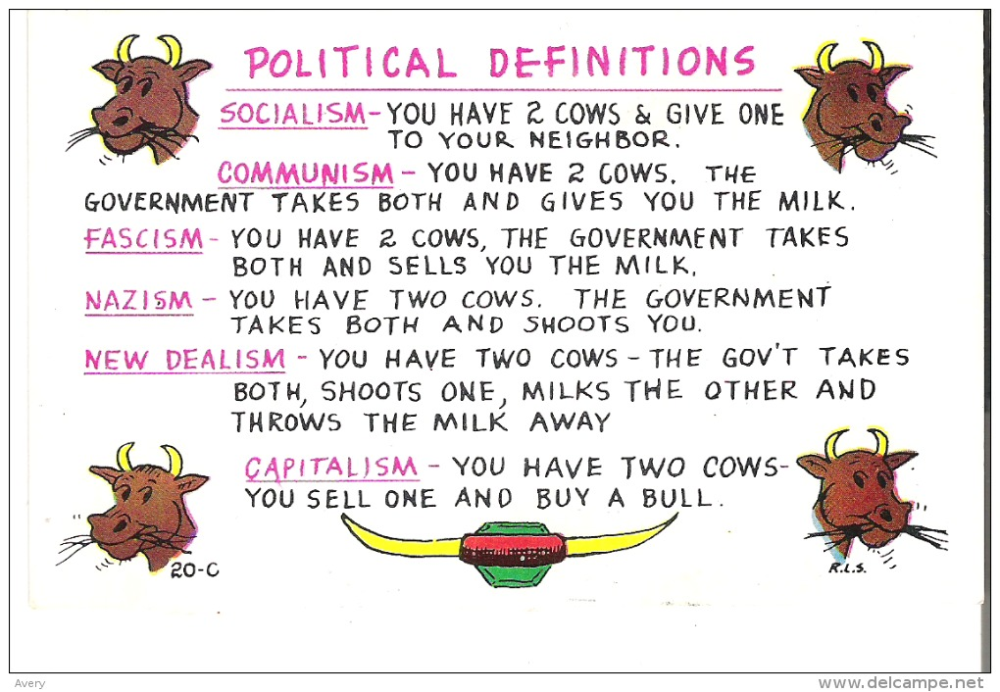 POLITICAL DEFINITIONS
SOCIALISM - YOU HAVE 2 COWS & GIVE ONE
TO YOUR NEIGHBOR.
COMMUNISM - YOU HAVE 2 COWS. THE
GOVERNMENT TAKES BOTH AND GIVES YOU THE MILK.
FASCISM - YOU HAVE 2 COWS, THE GOVERNMENT TAKES
BOTH AND SELLS YOU THE MILK.
NAZISM - YOU HAVE TWO COWS. THE GOVERNMENT
TAKES BOTH AND SHOOTS YOU.
NEW DEALISM - YOU HAVE TWO COWS - THE GOV'T TAKES
BOTH, SHOOTS ONE, MILKS THE OTHER AND
THROWS THE MILK AWAY
CAPITALISM - YOU HAVE TWO COWS-
YOU SELL ONE AND BUY A BULL.
20-C
R.L.S.
Avery
www.delcampe.net